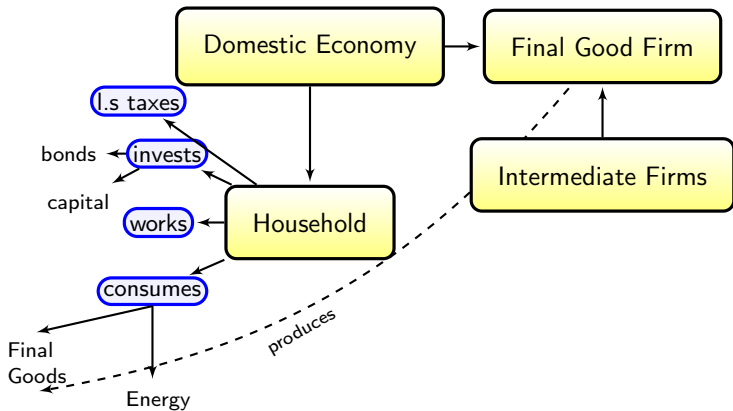 Domestic Economy
Final Good Firm
l.s taxes
bonds
invests
capital
Intermediate Firms
works
Household
consumes
produces
Final
Goods
Energy